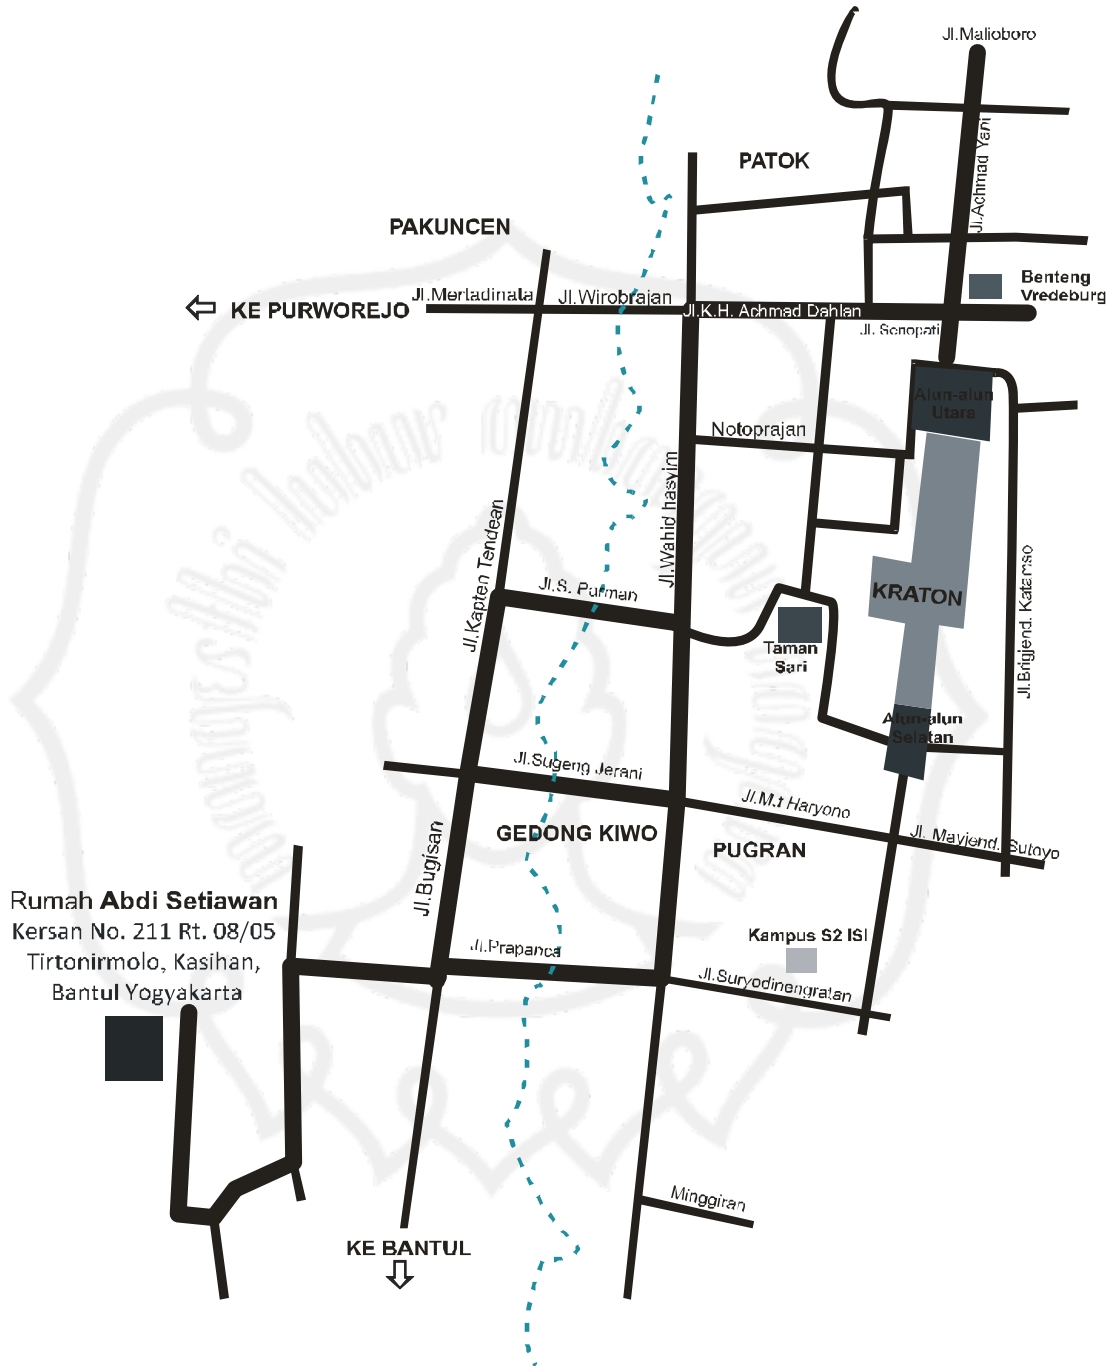 Jl.Malioboro
Jl.Achmad Yani
PATOK
PAKUNCEN
Benteng
Vredeburg
Jl.Mertadinata
Jl.Wirobrajan
KE PURWOREJO
Jl.K.H. Achmad Dahlan
Jl. Senopati
Alun-alun
Utara
Notoprajan
Jl.Wahid hasyim
Jl.Kapten Tendean
Jl.S. Parman
KRATON
Jl.Brigjend. Katamso
Taman
Sari
Alun-alun
Selatan
Jl.Sugeng Jerani
Jl.M.t Haryono
GEDONG KIWO
Jl. Mayjend. Sutoyo
PUGRAN
Jl.Bugisan
Rumah Abdi Setiawan
Kersan No. 211 Rt. 08/05
Tirtonirmolo, Kasihan,
Bantul Yogyakarta
Kampus S2 ISI
Jl.Prapanca
Jl.Suryodinengratan
Minggiran
KE BANTUL